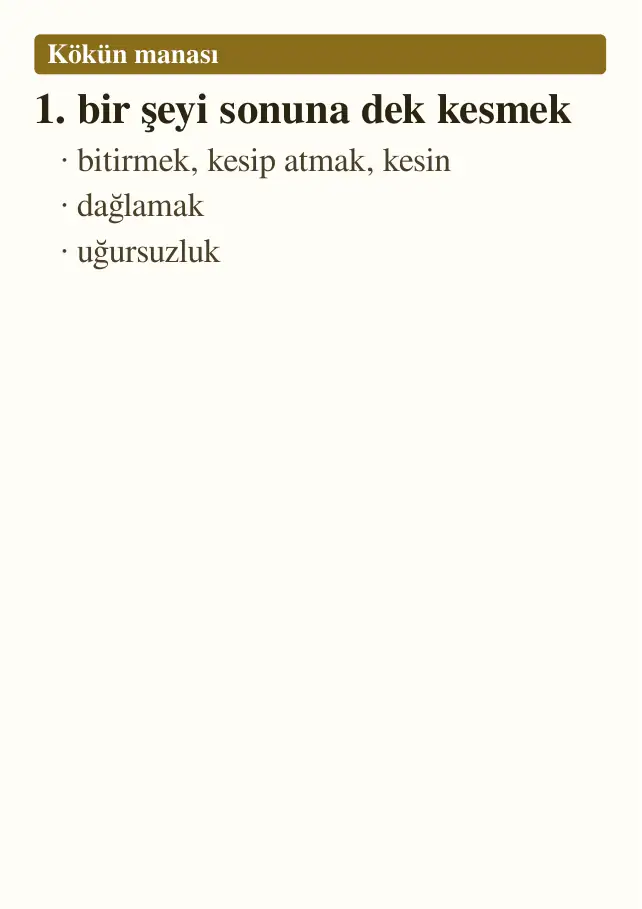 Kökün manası
1. bir şeyi sonuna dek kesmek
· bitirmek, kesip atmak, kesin
· dağlamak
· uğursuzluk